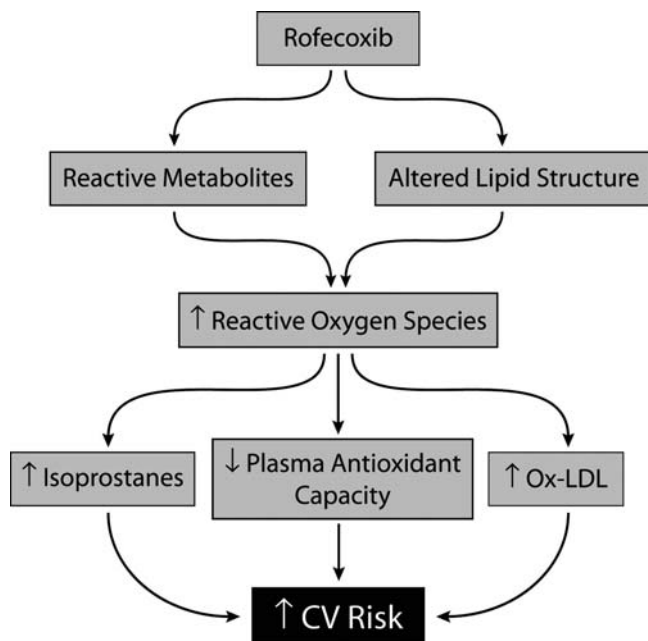 Rofecoxib
Reactive Metabolites
Altered Lipid Structure
↑ Reactive Oxygen Species
↑ Isoprostanes
↓ Plasma Antioxidant
Capacity
↑ Ox-LDL
↑ CV Risk